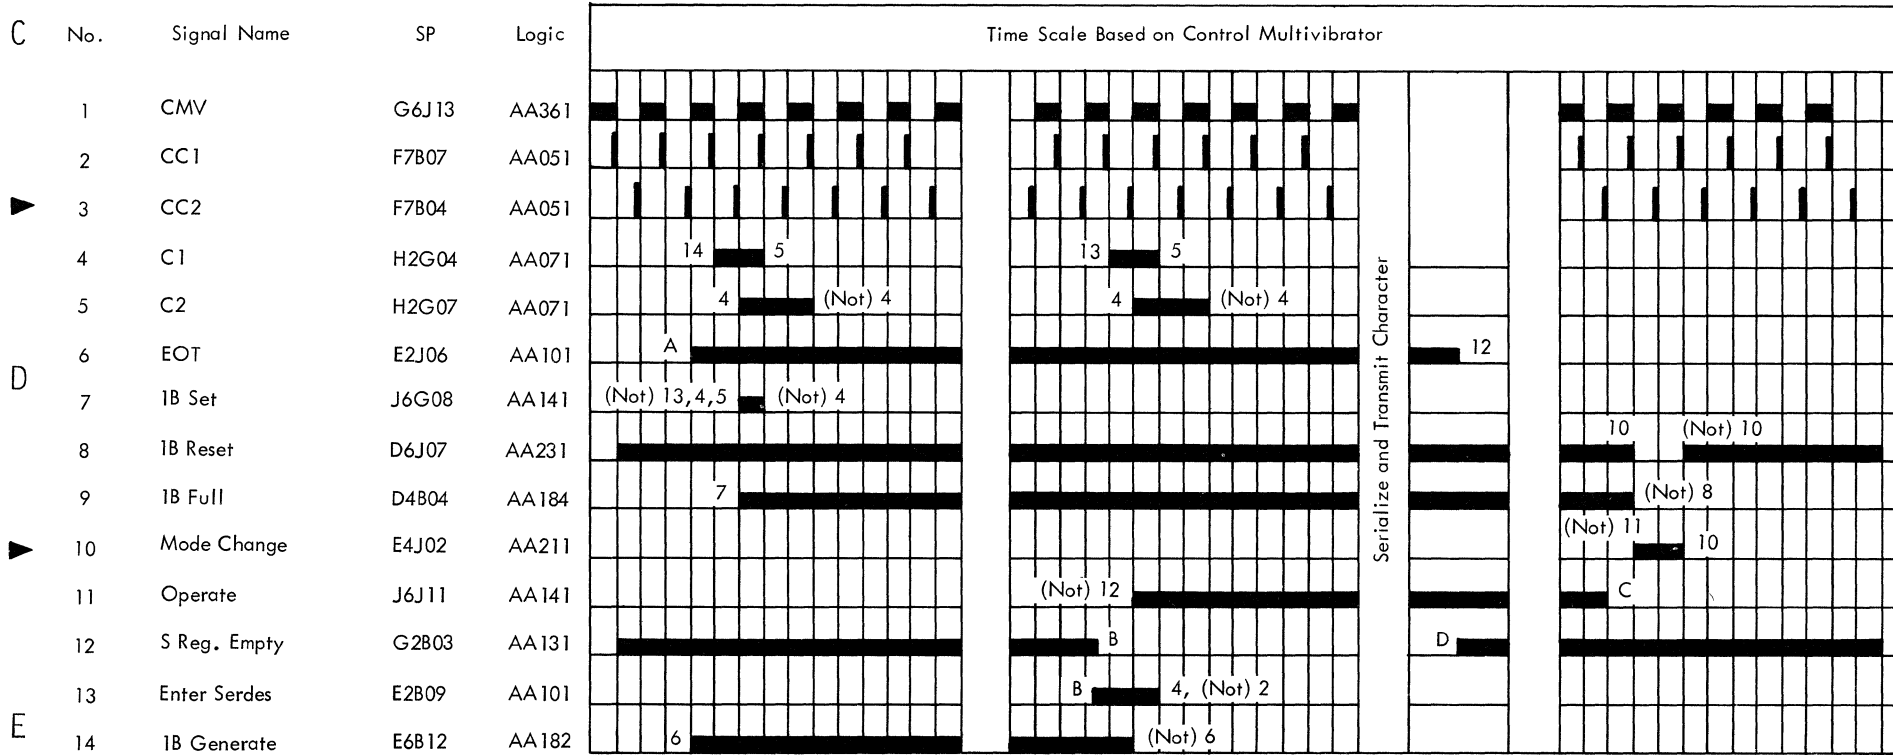 C No. Signal Name SP Logic Time Scale Based on Control Multivibrator
1 CMV G6J13 AA361
2 CC1 F7B07 AA051
3 CC2 F7B04 AA051
4 C1 H2G04 AA071 14 5 13 5
5 C2 H2G07 AA071 4 (Not) 4 4 (Not) 4
6 EOT E2J06 AA101 A 12
D
7 1B Set J6G08 AA141 (Not) 13,4,5 (Not) 4
8 1B Reset D6J07 AA231 10 (Not) 10
9 1B Full D4B04 AA184 7 (Not) 8
10 Mode Change E4J02 AA211 (Not) 11 10
11 Operate J6J11 AA141 (Not) 12 C
12 S Reg. Empty G2B03 AA131 B D
13 Enter Serdes E2B09 AA101 B 4, (Not) 2
E
14 1B Generate E6B12 AA182 6 (Not) 6
Serialize and Transmit Character